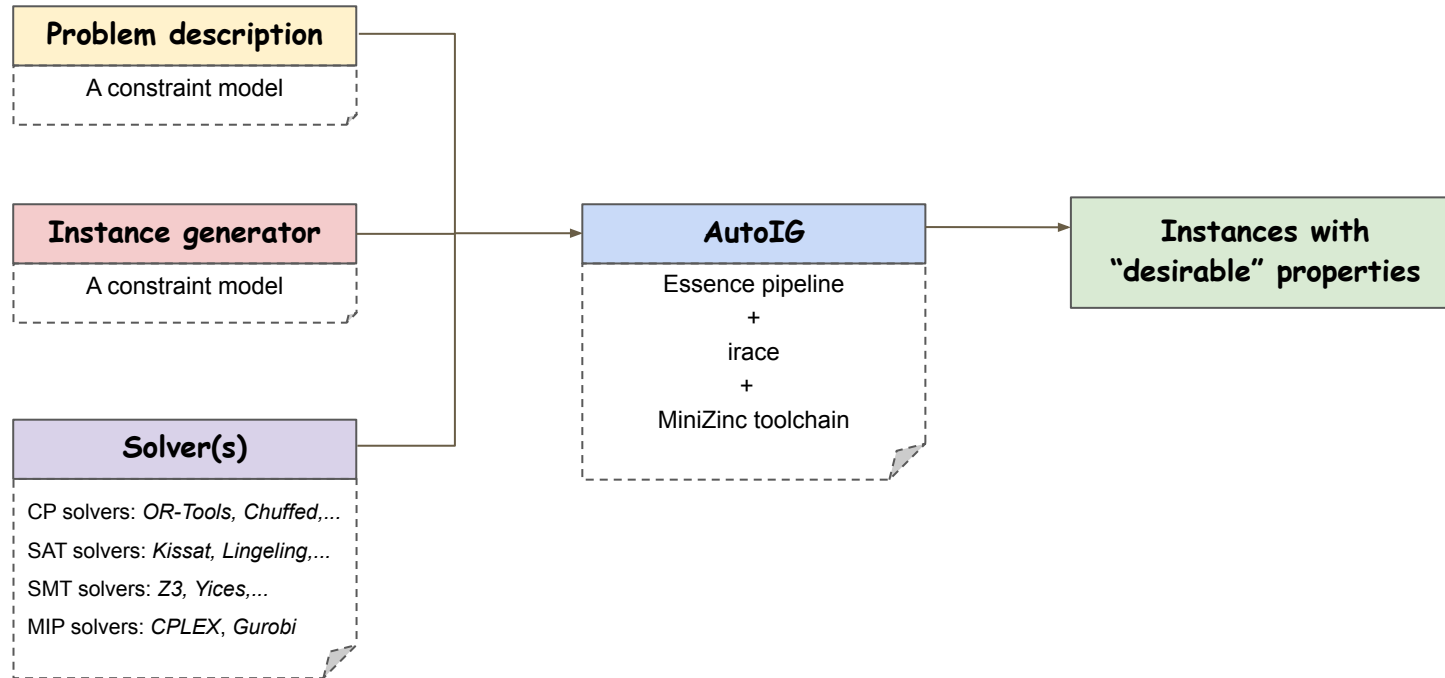 Problem description
A constraint model
Instance generator
A constraint model
Solver(s)
CP solvers: OR-Tools, Chuffed,...
SAT solvers: Kissat, Lingeling,...
SMT solvers: Z3, Yices,...
MIP solvers: CPLEX, Gurobi
AutoIG
Essence pipeline
+
irace
+
MiniZinc toolchain
Instances with
“desirable” properties